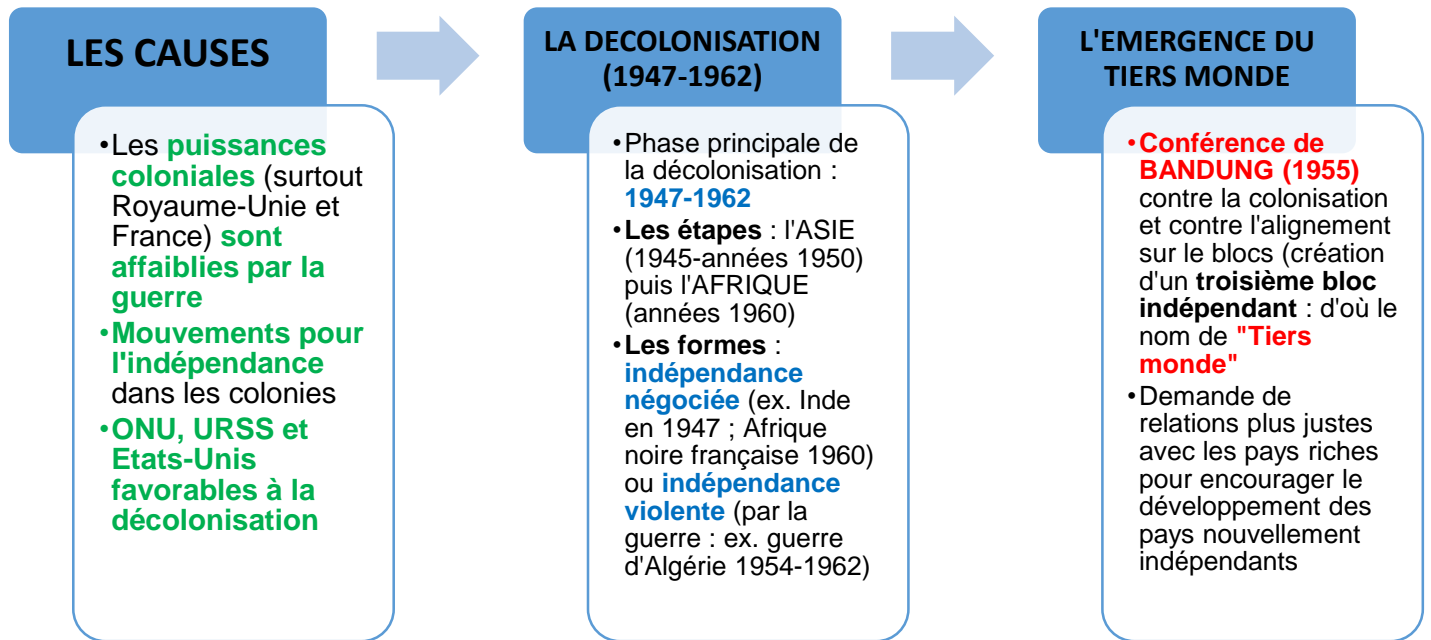 LES CAUSES
•Les puissances
coloniales (surtout
Royaume-Unie et
France) sont
affaiblies par la
guerre
•Mouvements pour
l'indépendance
dans les colonies
•ONU, URSS et
Etats-Unis
favorables à la
décolonisation
LA DECOLONISATION
(1947-1962)
•Phase principale de
la décolonisation :
1947-1962
•Les étapes : l'ASIE
(1945-années 1950)
puis l'AFRIQUE
(années 1960)
•Les formes :
indépendance
négociée (ex. Inde
en 1947 ; Afrique
noire française 1960)
ou indépendance
violente (par la
guerre : ex. guerre
d'Algérie 1954-1962)
L'EMERGENCE DU
TIERS MONDE
•Conférence de
BANDUNG (1955)
contre la colonisation
et contre l'alignement
sur le blocs (création
d'un troisième bloc
indépendant : d'où le
nom de "Tiers
monde"
•Demande de
relations plus justes
avec les pays riches
pour encourager le
développement des
pays nouvellement
indépendants